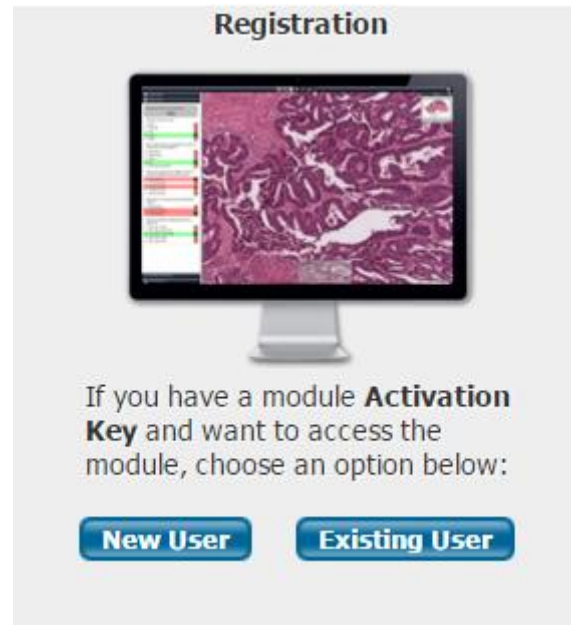 Registration
If you have a module Activation
Key and want to access the
module, choose an option below:
New User
Existing User